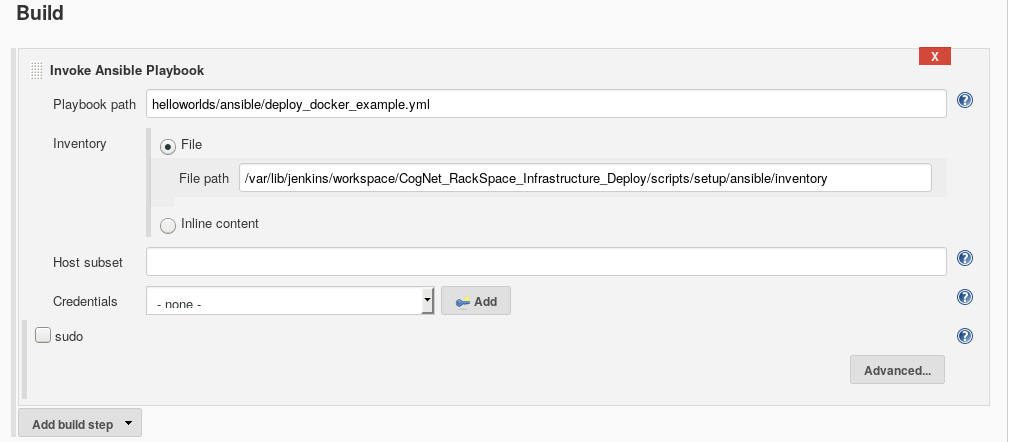 Build
X
Invoke Ansible Playbook
Playbook path helloworlds/ansible/deploy_docker_example.yml ?
Inventory File
File path /var/lib/jenkins/workspace/CogNet_RackSpace_Infrastructure_Deploy/scripts/setup/ansible/inventory
Inline content
Host subset ?
Credentials - none - Add ?
sudo ?
Advanced...
Add build step